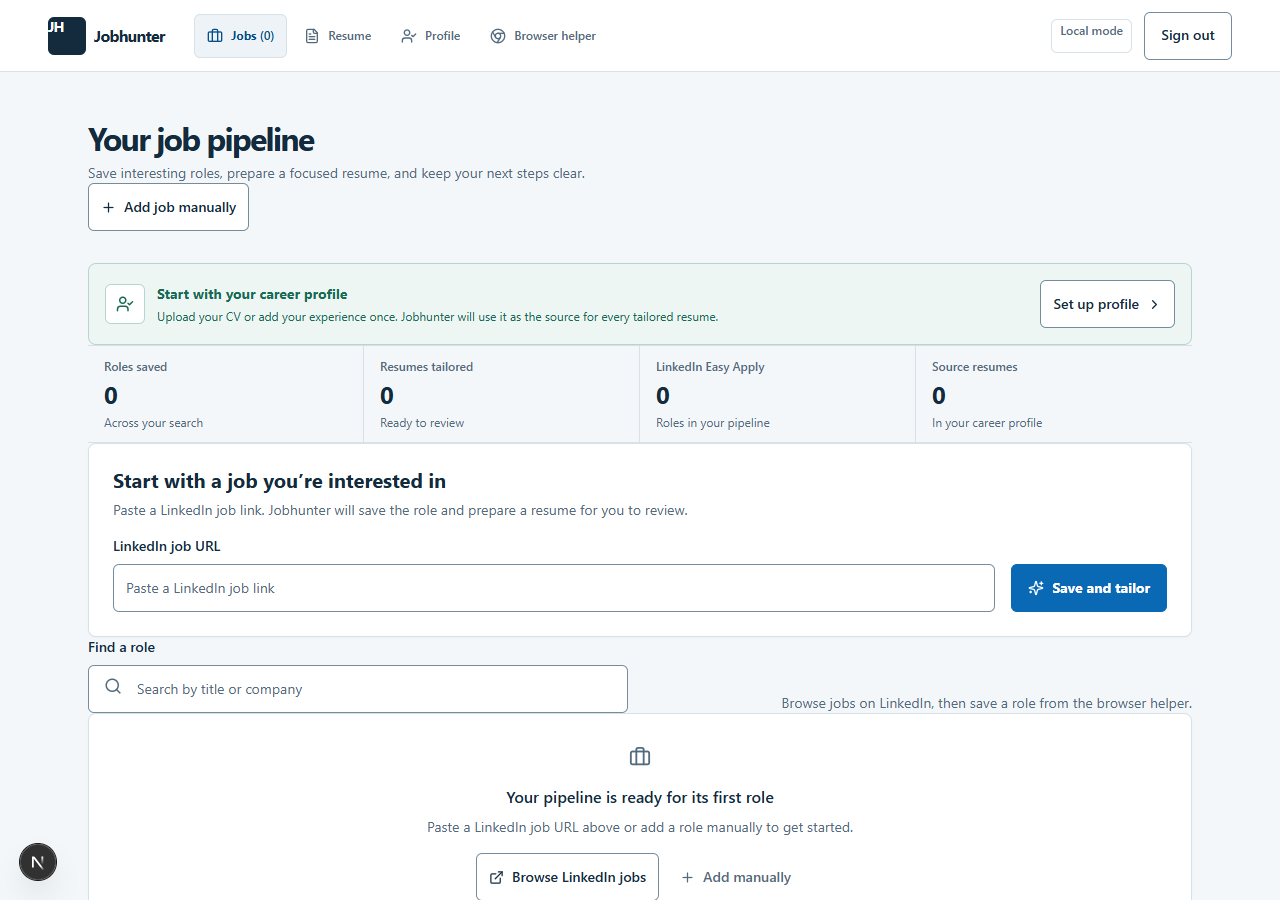 JH
Jobhunter
Jobs (0)
Resume
Profile
Browser helper
Local mode
Sign out
Your job pipeline
Save interesting roles, prepare a focused resume, and keep your next steps clear.
Add job manually
Start with your career profile
Upload your CV or add your experience once. Jobhunter will use it as the source for every tailored resume.
Set up profile
Roles saved
0
Across your search
Resumes tailored
0
Ready to review
LinkedIn Easy Apply
0
Roles in your pipeline
Source resumes
0
In your career profile
Start with a job you’re interested in
Paste a LinkedIn job link. Jobhunter will save the role and prepare a resume for you to review.
LinkedIn job URL
Paste a LinkedIn job link
Save and tailor
Find a role
Search by title or company
Browse jobs on LinkedIn, then save a role from the browser helper.
Your pipeline is ready for its first role
Paste a LinkedIn job URL above or add a role manually to get started.
Browse LinkedIn jobs
Add manually
N